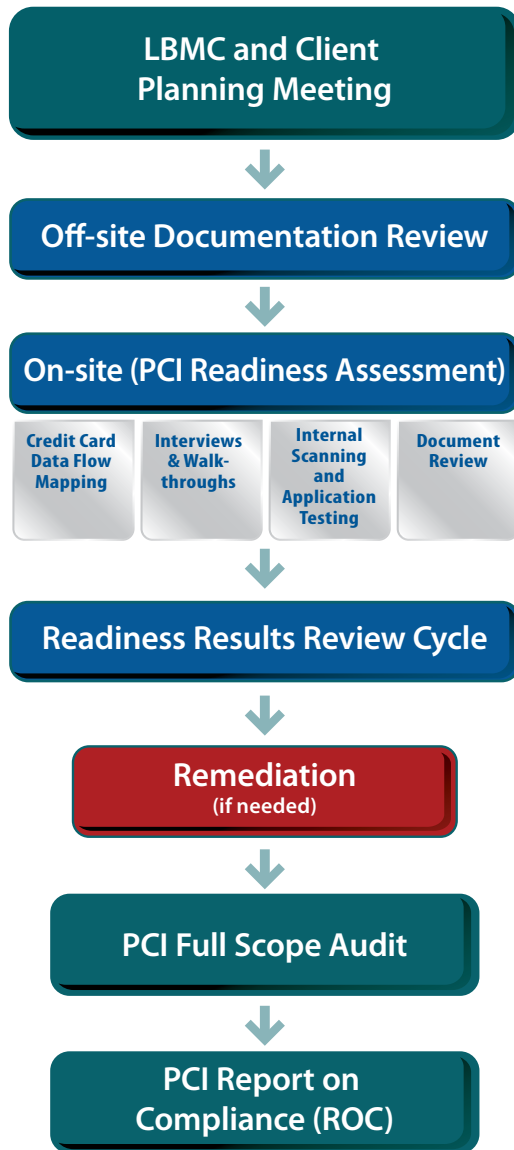 LBMC and Client
Planning Meeting
Off-site Documentation Review
On-site (PCI Readiness Assessment)
Credit Card
Data Flow
Mapping
Interviews
& Walk-
throughs
Internal
Scanning
and
Application
Testing
Document
Review
Readiness Results Review Cycle
Remediation
(if needed)
PCI Full Scope Audit
PCI Report on
Compliance (ROC)